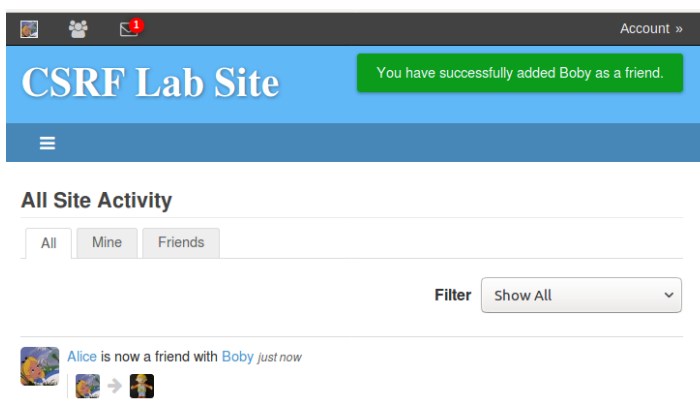 1
Account »
CSRF Lab Site
You have successfully added Boby as a friend.
All Site Activity
All Mine Friends
Filter Show All
Alice is now a friend with Boby just now